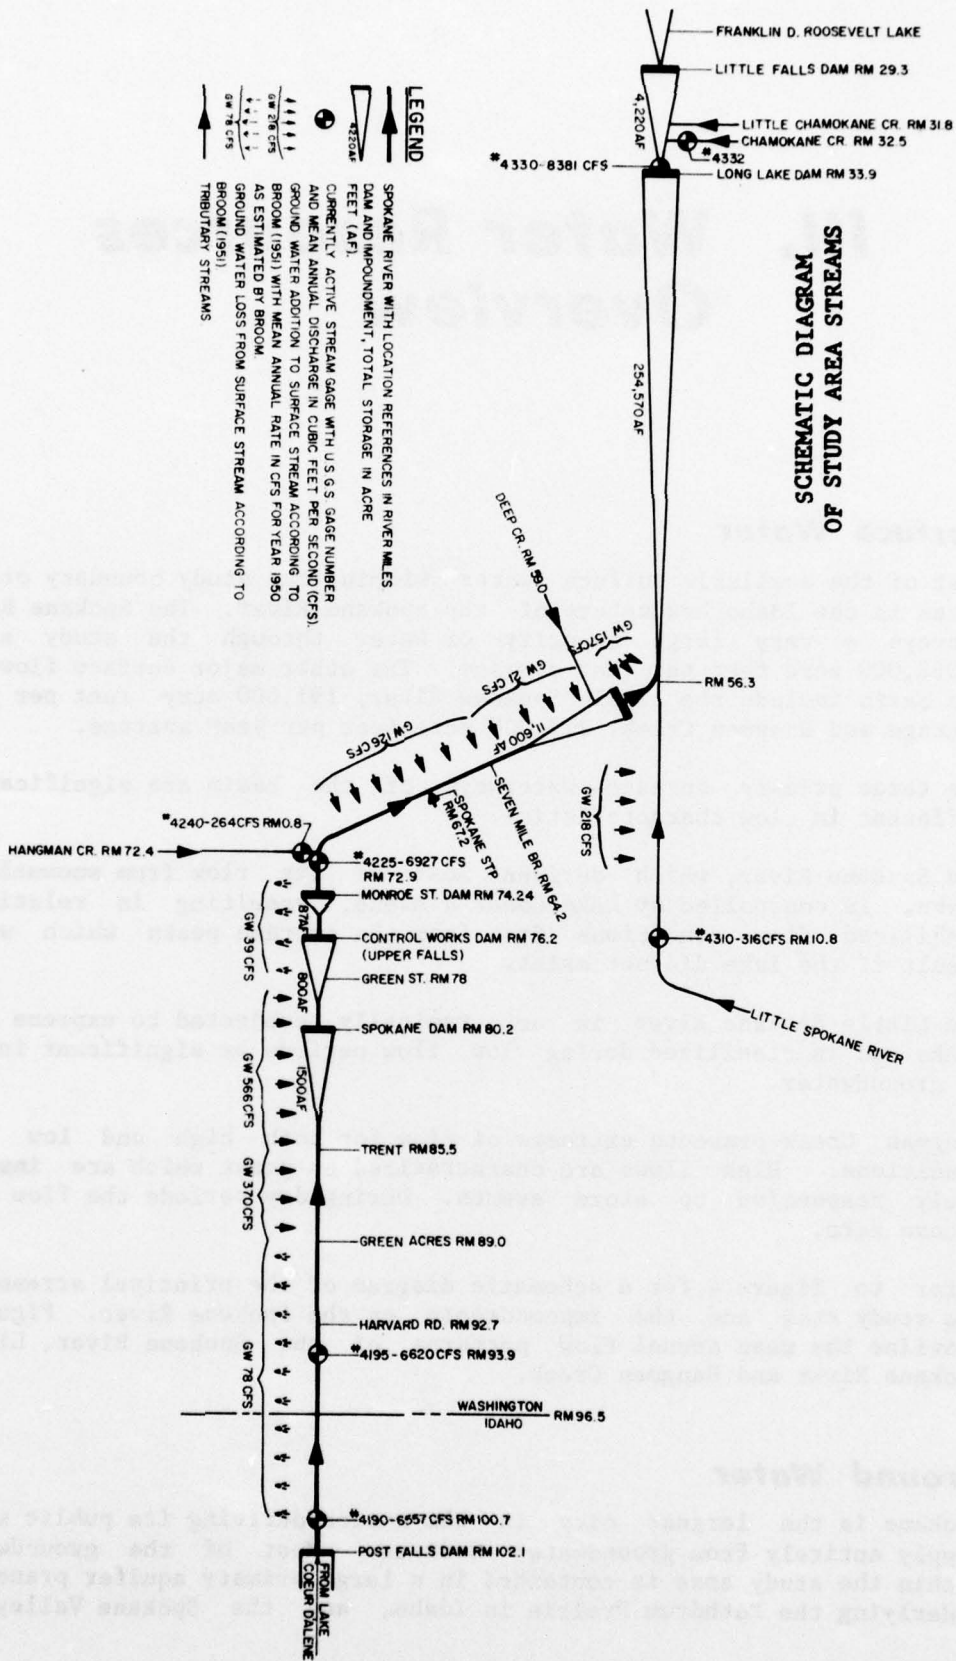 SCHEMATIC DIAGRAM
OF STUDY AREA STREAMS
FRANKLIN D. ROOSEVELT LAKE
LITTLE FALLS DAM RM 29.3
4,220AF
LITTLE CHAMOKANE CR. RM 31.8
CHAMOKANE CR. RM 32.5
#4332
#4330-8381 CFS
LONG LAKE DAM RM 33.9
254,570 AF
LEGEND
SPOKANE RIVER WITH LOCATION REFERENCES IN RIVER MILES
4220AF
DAM AND IMPOUNDMENT, TOTAL STORAGE IN ACRE
FEET (AF).
CURRENTLY ACTIVE STREAM GAGE WITH U S G S GAGE NUMBER
AND MEAN ANNUAL DISCHARGE IN CUBIC FEET PER SECOND (CFS).
GW 218 CFS
GROUND WATER ADDITION TO SURFACE STREAM ACCORDING TO
BROOM (1951) WITH MEAN ANNUAL RATE IN CFS FOR YEAR 1950
AS ESTIMATED BY BROOM.
GW 78 CFS
GROUND WATER LOSS FROM SURFACE STREAM ACCORDING TO
BROOM (1951).
TRIBUTARY STREAMS
DEEP CR. RM 59.0
GW 157CFS
GW 21 CFS
GW 126 CFS
11,600AF
RM 56.3
SEVEN MILE BR. RM 64.2
SPOKANE STP
RM 67.2
GW 218 CFS
#4310-316CFS RM 10.8
LITTLE SPOKANE RIVER
#4240-264CFS RM0.8
HANGMAN CR. RM 72.4
#4225-6927 CFS
RM 72.9
MONROE ST. DAM RM 74.24
87AF
GW 39 CFS
CONTROL WORKS DAM RM 76.2
(UPPER FALLS)
GREEN ST. RM 78
800AF
SPOKANE DAM RM 80.2
1500AF
GW 566 CFS
TRENT RM 85.5
GW 370 CFS
GREEN ACRES RM 89.0
HARVARD RD. RM 92.7
#4195-6620 CFS RM 93.9
GW 78 CFS
WASHINGTON
IDAHO
RM 96.5
#4190-6557 CFS RM 100.7
POST FALLS DAM RM 102.1
FROM LAKE
COEUR D'ALENE